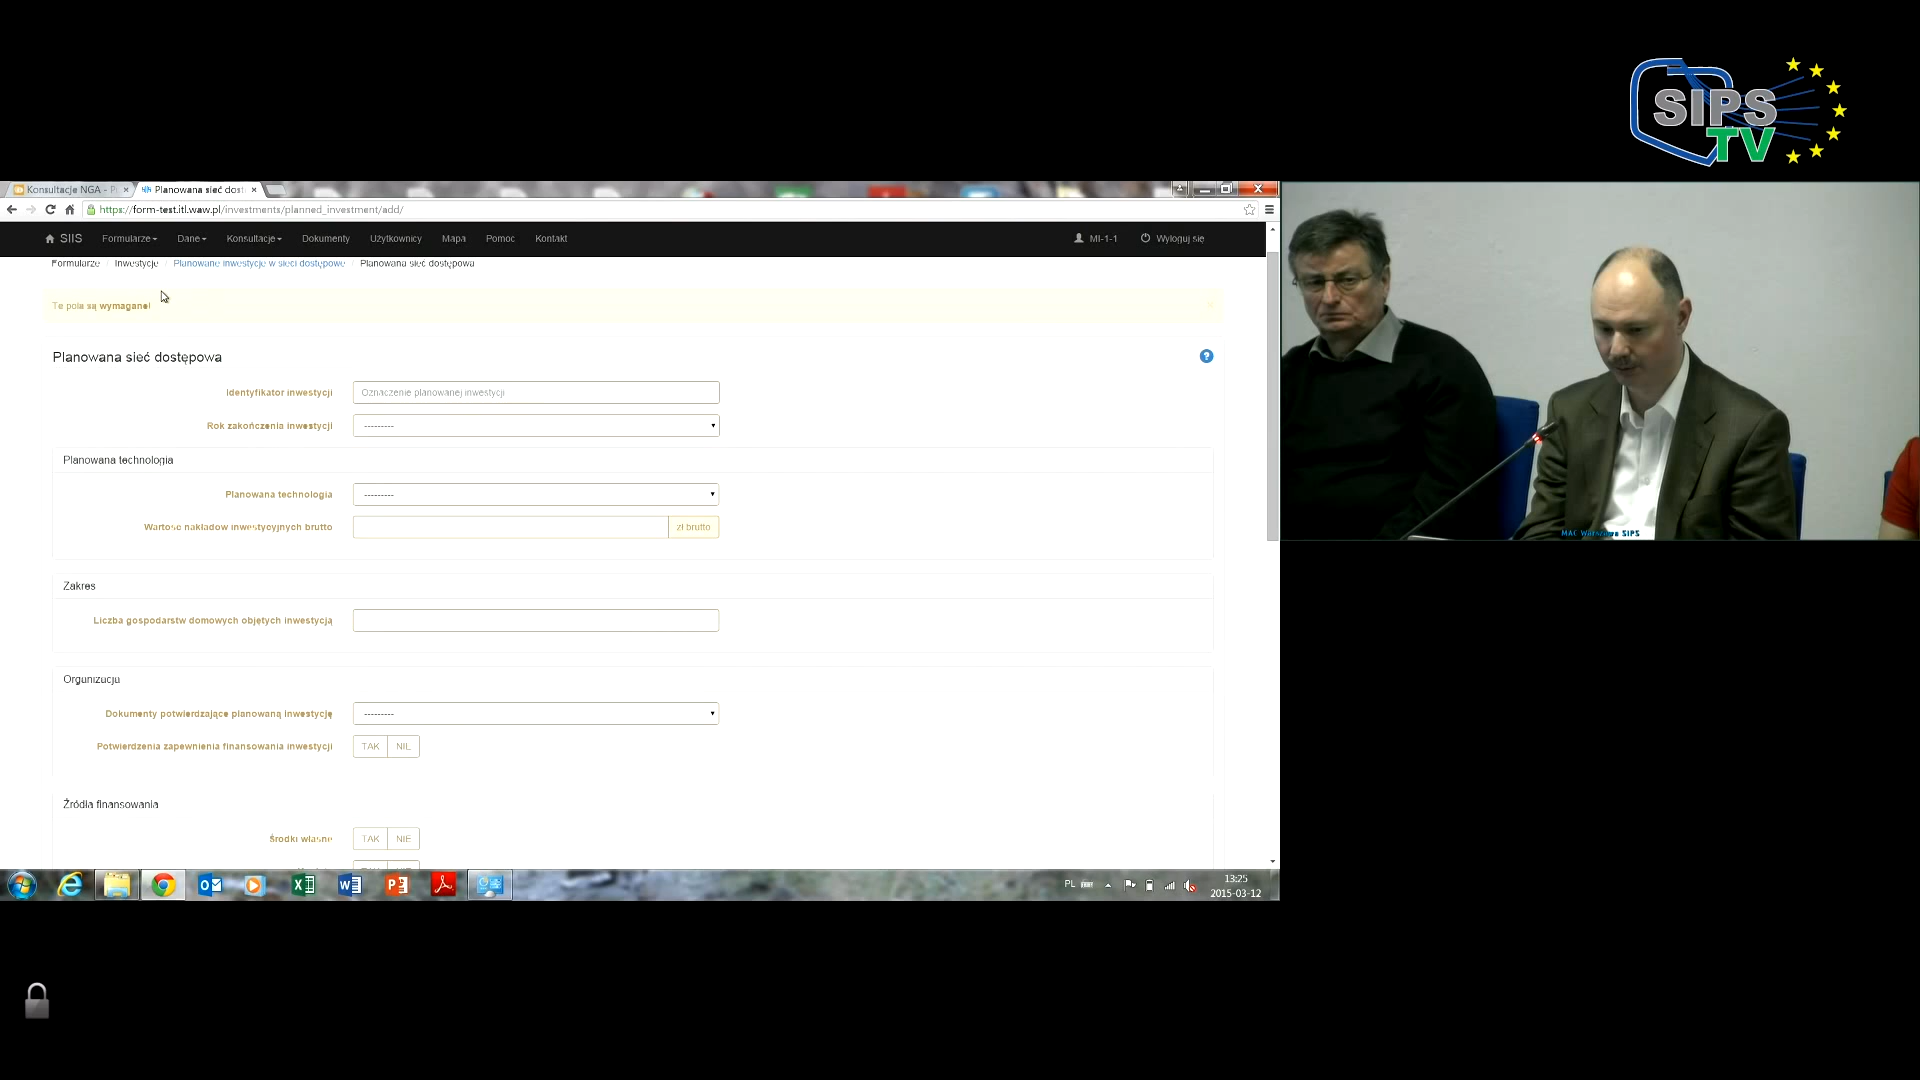 SIPS
TV
Konsultacje NGA - P
Planowana sieć dost
https://form-test.itl.waw.pl/investments/planned_investment/add/
SIIS Formularze Dane Konsultacje Dokumenty Użytkownicy Mapa Pomoc Kontakt MI-1-1 Wyloguj się
Formularze / Inwestycje / Planowane inwestycje w sieci dostępowe / Planowana sieć dostępowa
Te pola są wymagane!
Planowana sieć dostępowa
Identyfikator inwestycji Oznaczenie planowanej inwestycji
Rok zakończenia inwestycji ---------
Planowana technologia
Planowana technologia ---------
Wartość nakładów inwestycyjnych brutto zł brutto
Zakres
Liczba gospodarstw domowych objętych inwestycją
Organizacja
Dokumenty potwierdzające planowaną inwestycję ---------
Potwierdzenia zapewnienia finansowania inwestycji TAK NIE
Źródła finansowania
Środki własne TAK NIE
PL
13:25
2015-03-12
MAC Warszawa SIPS